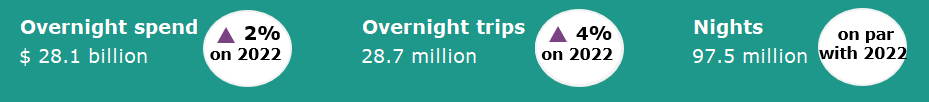 Overnight spend
$ 28.1 billion
▲ 2%
on 2022
Overnight trips
28.7 million
▲ 4%
on 2022
Nights
97.5 million
on par
with 2022